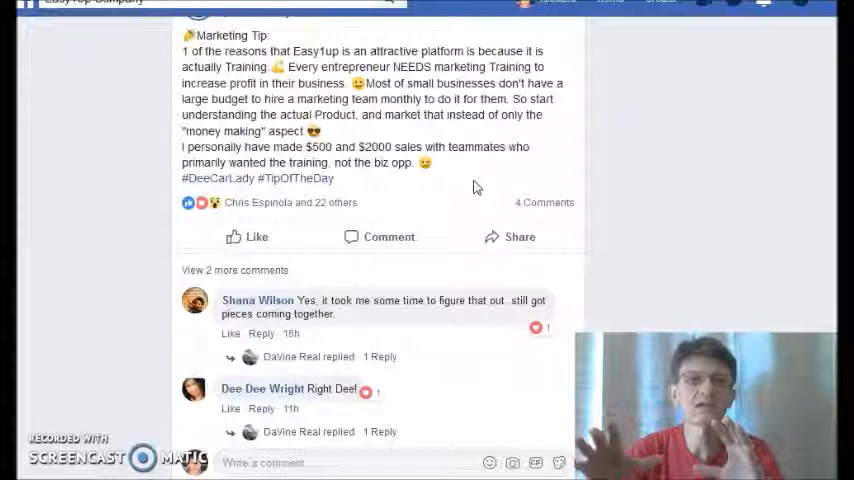 Marketing Tip:
1 of the reasons that Easy1up is an attractive platform is because it is
actually Training. Every entrepreneur NEEDS marketing Training to
increase profit in their business. Most of small businesses don't have a
large budget to hire a marketing team monthly to do it for them. So start
understanding the actual Product, and market that instead of only the
"money making" aspect
I personally have made $500 and $2000 sales with teammates who
primarily wanted the training, not the biz opp.
#DeeCarLady #TipOfTheDay
Chris Espinola and 22 others 4 Comments
Like Comment Share
View 2 more comments
Shana Wilson Yes, it took me some time to figure that out..still got
pieces coming together.
1
Like Reply 16h
DaVine Real replied 1 Reply
Dee Dee Wright Right Dee! 1
Like Reply 11h
DaVine Real replied 1 Reply
Write a comment
GIF
RECORDED WITH
SCREENCAST MATIC